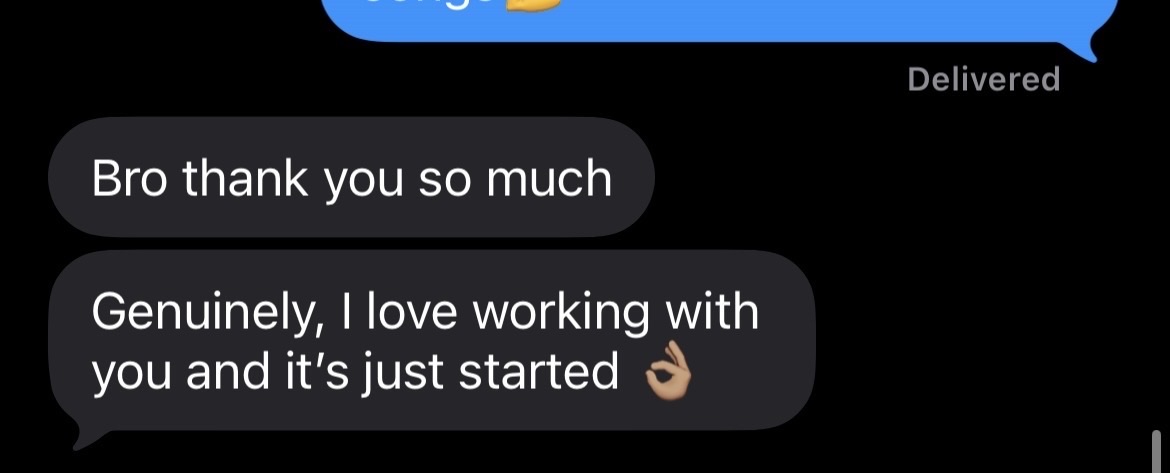 Delivered
Bro thank you so much
Genuinely, I love working with
you and it’s just started 👌🏽